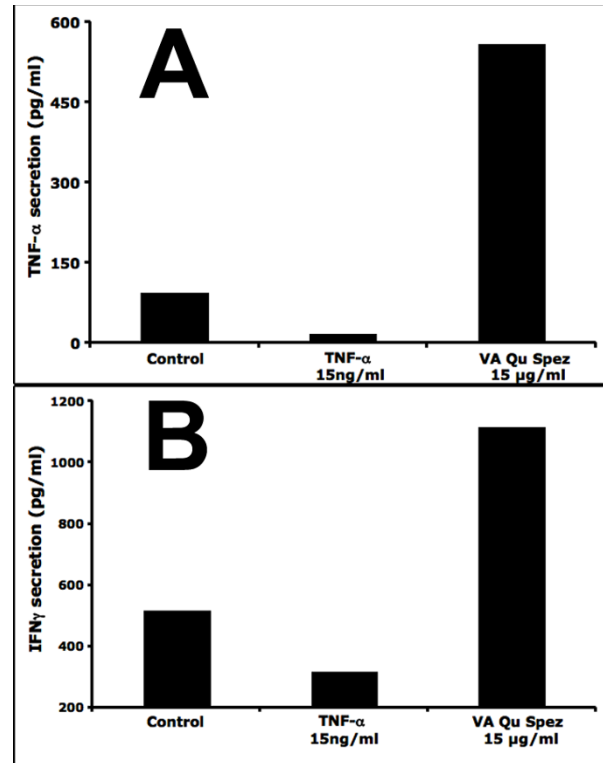 A
TNF-α secretion (pg/ml)
600
450
300
150
0
Control
TNF-α
15ng/ml
VA Qu Spez
15 µg/ml
B
IFNγ secretion (pg/ml)
1200
1000
800
600
400
200
Control
TNF-α
15ng/ml
VA Qu Spez
15 µg/ml